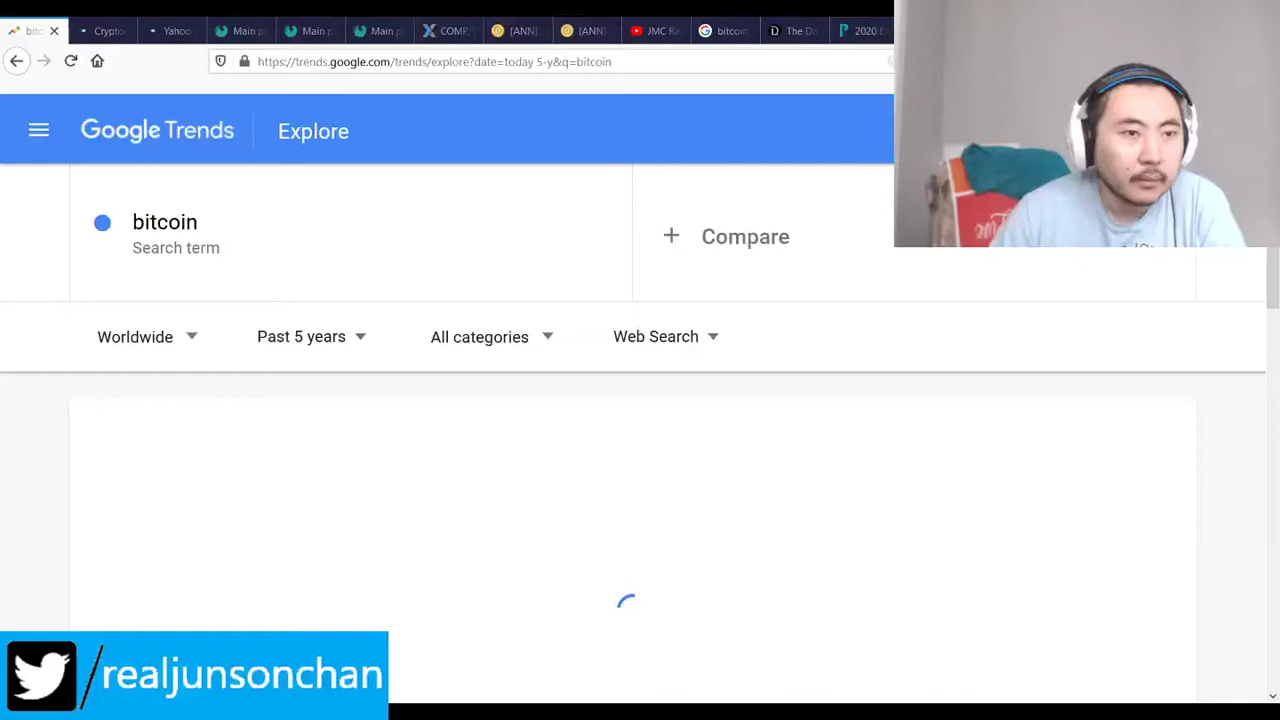 bitc
Crypto
Yahoo
Main p
Main p
Main p
COMP/
[ANN]
[ANN]
JMC Ra
bitcoin
The Da
2020 E
https://trends.google.com/trends/explore?date=today 5-y&q=bitcoin
Google Trends
Explore
bitcoin
Search term
+ Compare
Worldwide
Past 5 years
All categories
Web Search
/realjunsonchan